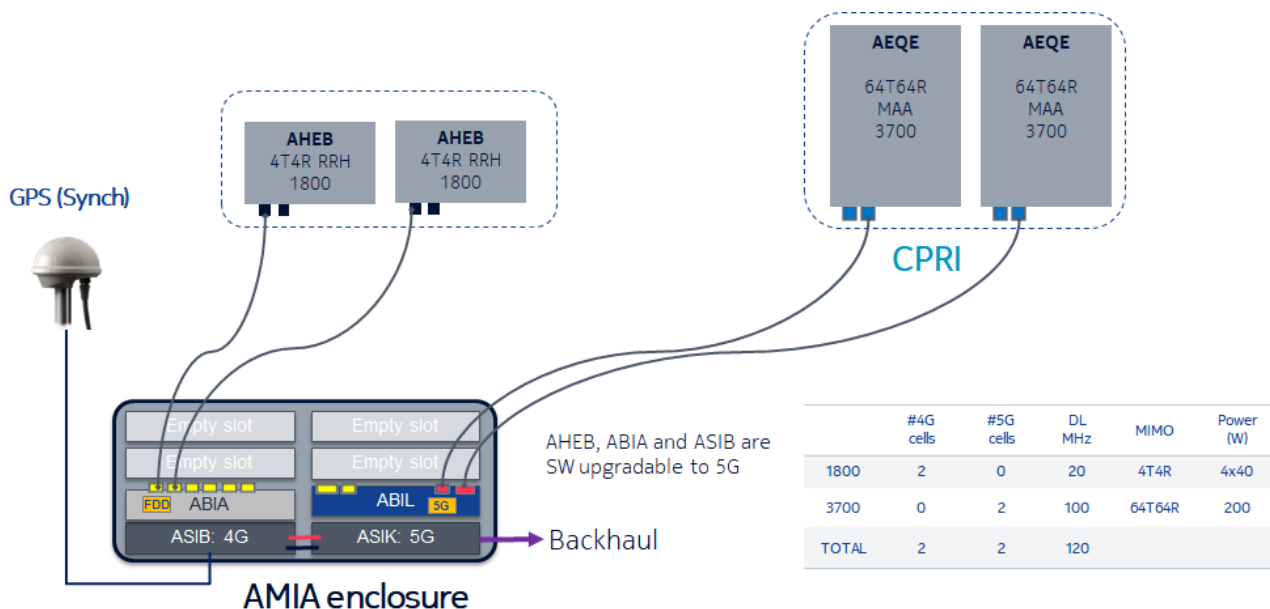 AEQE
64T64R
MAA
3700
AEQE
64T64R
MAA
3700
AHEB
4T4R RRH
1800
AHEB
4T4R RRH
1800
GPS (Synch)
CPRI
Empty slot
Empty slot
Empty slot
Empty slot
FDD
ABIA
ABIL
5G
ASIB: 4G
ASIK: 5G
Backhaul
AMIA enclosure
AHEB, ABIA and ASIB are
SW upgradable to 5G
#4G cells #5G cells DL MHz MIMO Power (W)
1800 2 0 20 4T4R 4x40
3700 0 2 100 64T64R 200
TOTAL 2 2 120